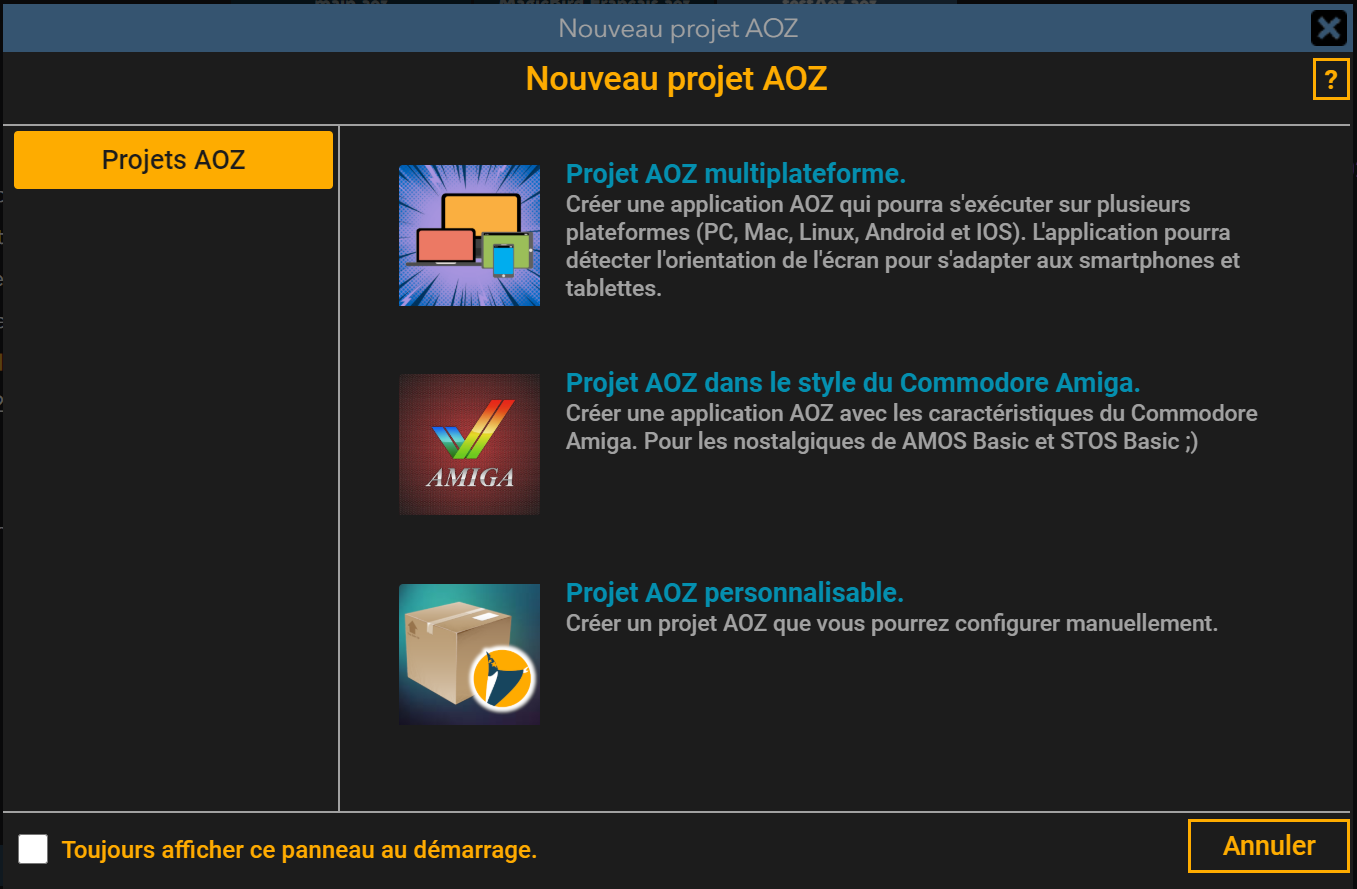 Nouveau projet AOZ
Nouveau projet AOZ
?
Projets AOZ
Projet AOZ multiplateforme.
Créer une application AOZ qui pourra s'exécuter sur plusieurs
plateformes (PC, Mac, Linux, Android et IOS). L'application pourra
détecter l'orientation de l'écran pour s'adapter aux smartphones et
tablettes.
AMIGA
Projet AOZ dans le style du Commodore Amiga.
Créer une application AOZ avec les caractéristiques du Commodore
Amiga. Pour les nostalgiques de AMOS Basic et STOS Basic ;)
Projet AOZ personnalisable.
Créer un projet AOZ que vous pourrez configurer manuellement.
Toujours afficher ce panneau au démarrage.
Annuler